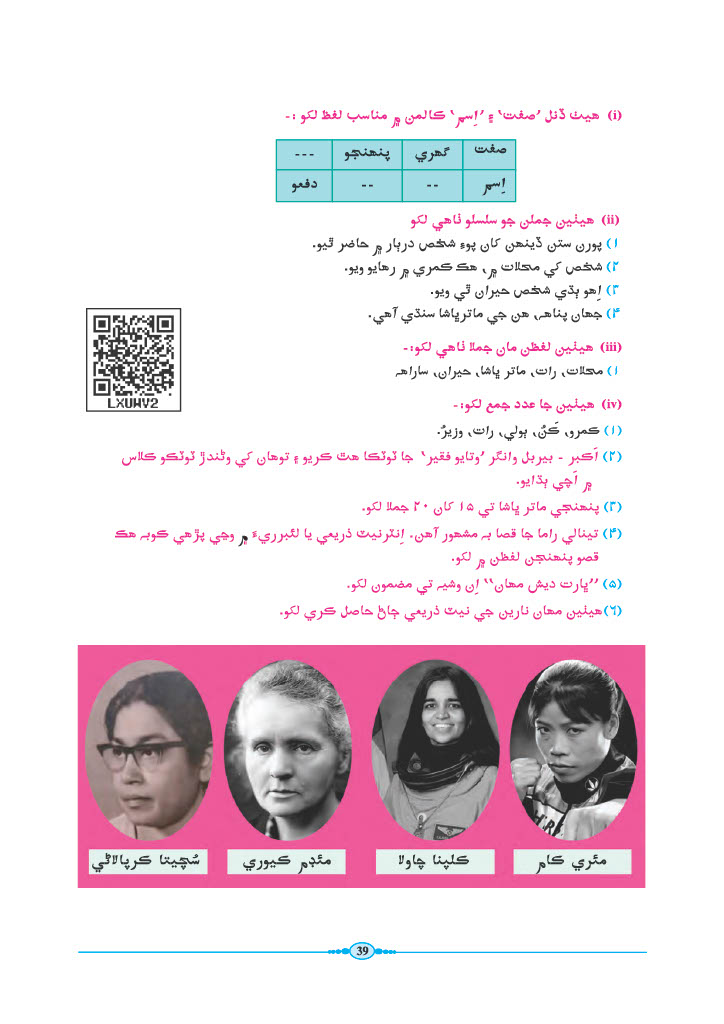 (i) هيٺ ڏنل ’صفت‘ ۽ ’اِسم‘ ڪالمن ۾ مناسب لفظ لکو :-
صفت گهري پنهنجو ---
اِسم -- -- دفعو
(ii) هيٺين جملن جو سلسلو ٺاهي لکو
۱) پورن ستن ڏينهن کان پوءِ شخص دربار ۾ حاضر ٿيو.
۲) شخص کي محلات ۾، هڪ ڪمري ۾ رهايو ويو.
۳) اِهو ٻڌي شخص حيران ٿي ويو.
۴) جهان پناهه، هن جي ماتر ڀاشا سنڌي آهي.
(iii) هيٺين لفظن مان جملا ٺاهي لکو:-
۱) محلات، رات، ماتر ڀاشا، حيران، ساراهه
(iv) هيٺين جا عدد جمع لکو:-
(۱) ڪمرو، ڪَنُ، ٻولي، رات، وزيرُ.
(۲) اَڪبر - بيربل وانگر ’وتايو فقير‘ جا ٽوٽڪا هٿ ڪريو ۽ توهان کي وڻندڙ ٽوٽڪو ڪلاس
۾ اَچي ٻڌايو.
(۳) پنهنجي ماتر ڀاشا تي ۱۵ کان ۲۰ جملا لکو.
(۴) تينالي راما جا قصا به مشهور آهن. اِنٽرنيٽ ذريعي يا لئبرريءَ ۾ وڃي پڙهي ڪوبه هڪ
قصو پنهنجن لفظن ۾ لکو.
(۵) ’’ڀارت ديش مهان‘‘ اِن وشيه تي مضمون لکو.
(۶) هيٺين مهان نارين جي نيٽ ذريعي ڄاڻ حاصل ڪري لکو.
LXUWV2
مئري ڪام ڪلپنا چاولا مئڊم ڪيوري سُچيتا ڪرپالاڻي
39